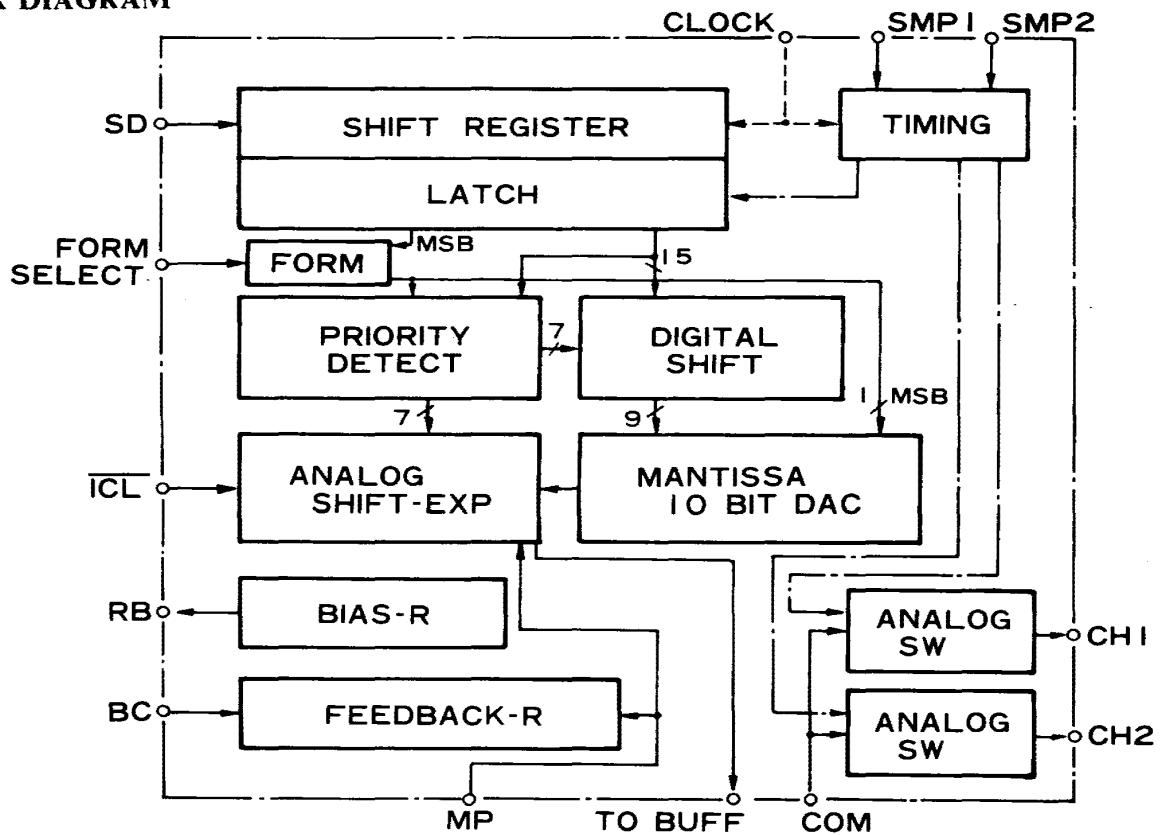 DIAGRAM
CLOCK SMP1 SMP2
SD
SHIFT REGISTER
TIMING
LATCH
FORM
SELECT
FORM
MSB
15
PRIORITY
DETECT
7
DIGITAL
SHIFT
7
9
1 MSB
ICL
ANALOG
SHIFT-EXP
MANTISSA
10 BIT DAC
RB
BIAS-R
ANALOG
SW
CH1
BC
FEEDBACK-R
ANALOG
SW
CH2
MP TO BUFF COM